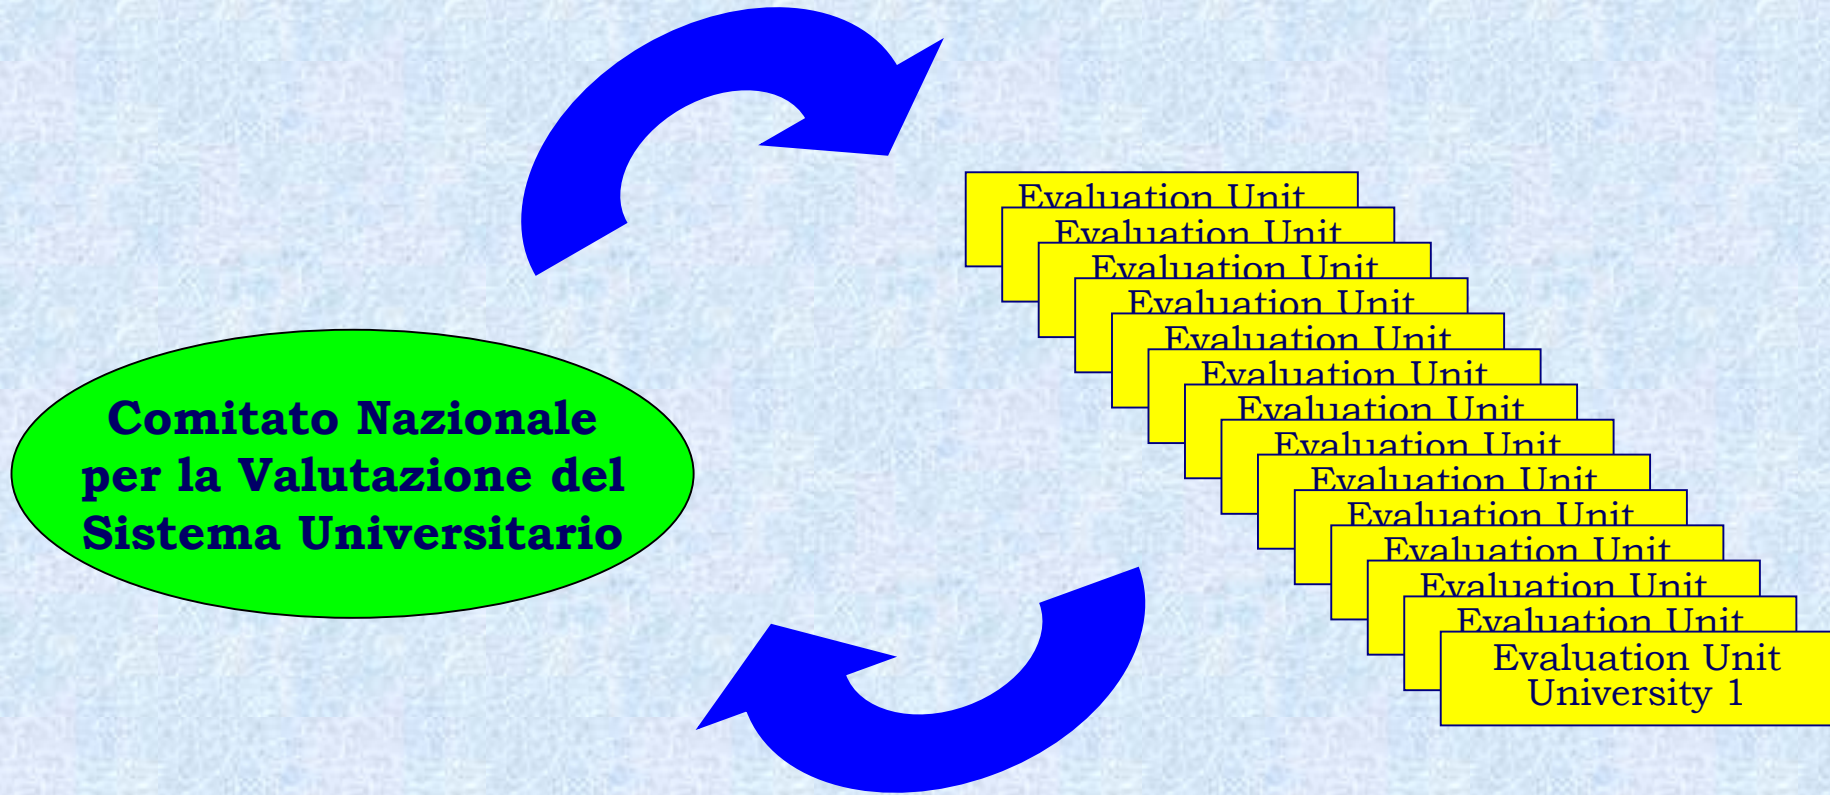 Comitato Nazionale
per la Valutazione del
Sistema Universitario
Evaluation Unit
Evaluation Unit
Evaluation Unit
Evaluation Unit
Evaluation Unit
Evaluation Unit
Evaluation Unit
Evaluation Unit
Evaluation Unit
Evaluation Unit
Evaluation Unit
Evaluation Unit
Evaluation Unit
Evaluation Unit
University 1